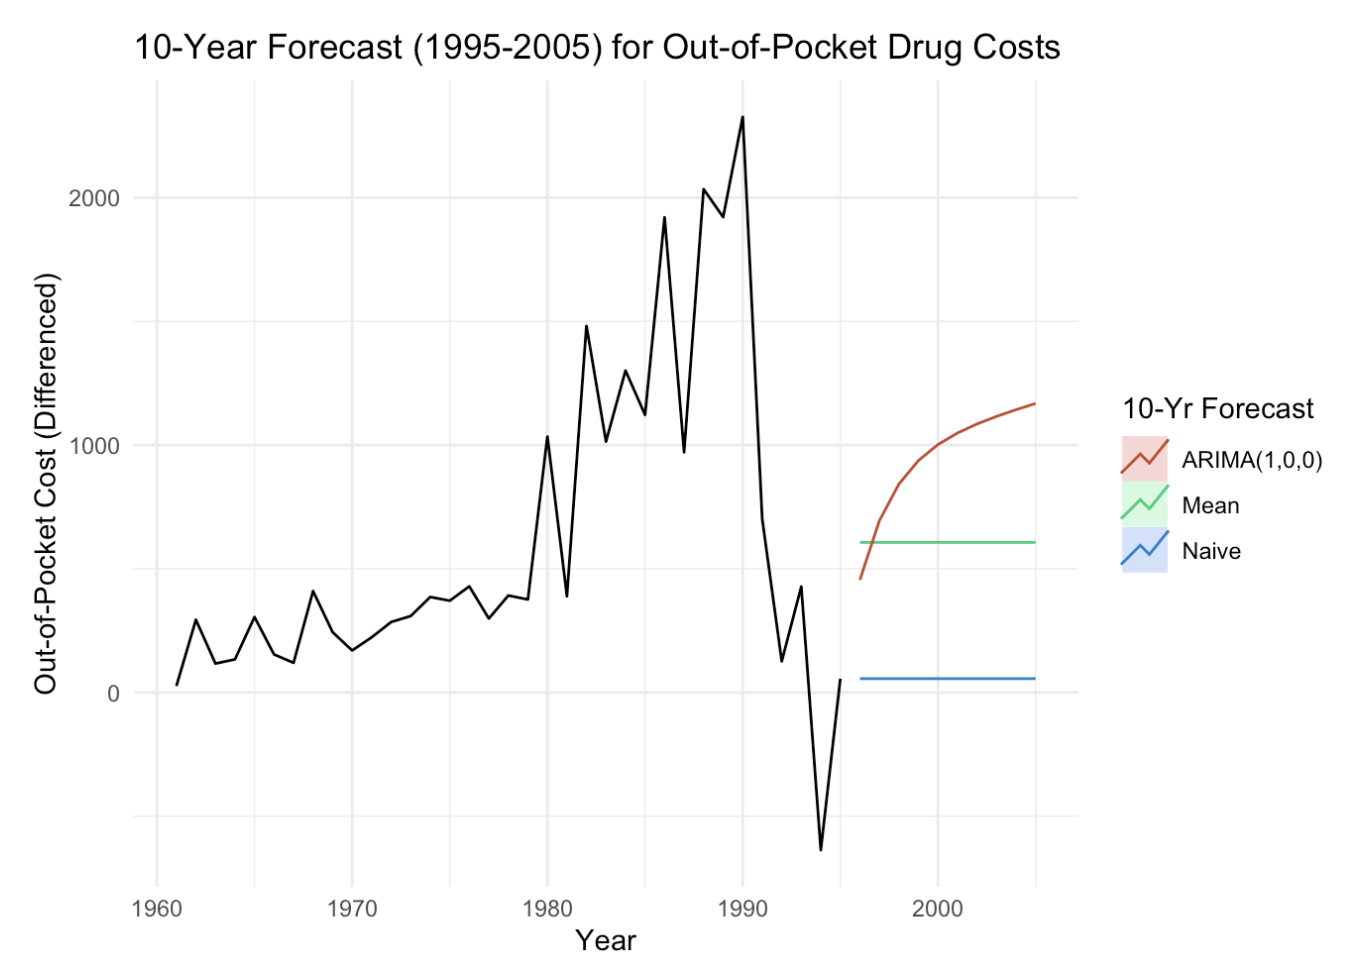 10-Year Forecast (1995-2005) for Out-of-Pocket Drug Costs
Out-of-Pocket Cost (Differenced)
2000
1000
0
1960 1970 1980 1990 2000
Year
10-Yr Forecast
ARIMA(1,0,0)
Mean
Naive